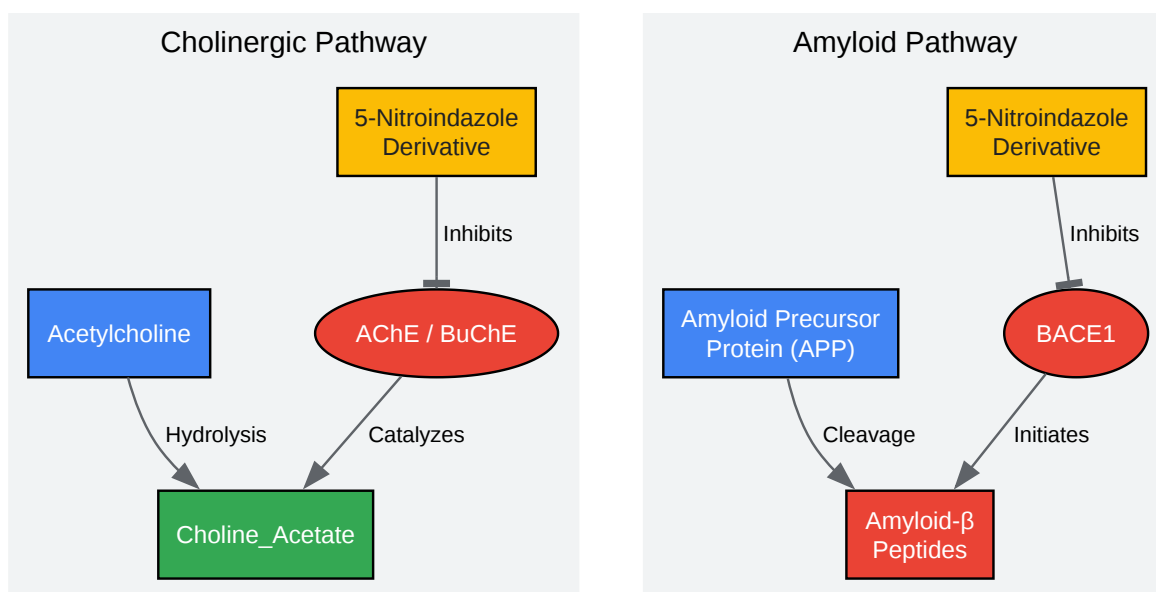 Cholinergic Pathway
5-Nitroindazole
Derivative
Inhibits
Acetylcholine
AChE / BuChE
Hydrolysis
Catalyzes
Choline_Acetate
Amyloid Pathway
5-Nitroindazole
Derivative
Inhibits
Amyloid Precursor
Protein (APP)
BACE1
Cleavage
Initiates
Amyloid-β
Peptides